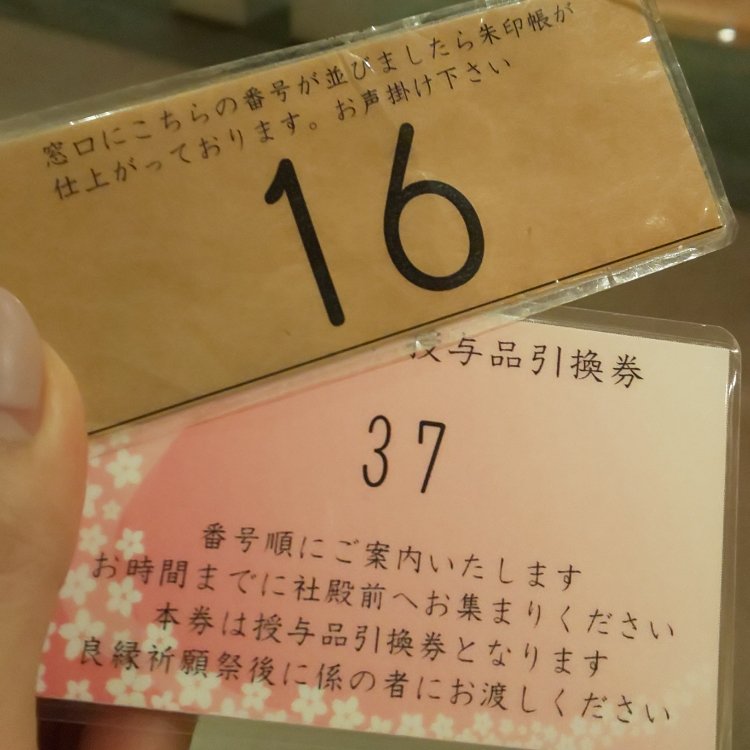 窓口にこちらの番号が並びましたら朱印帳が
仕上がっております。お声掛け下さい
16
授与品引換券
37
番号順にご案内いたします
お時間までに社殿前へお集まりください
本券は授与品引換券となります
良縁祈願祭後に係の者にお渡しください